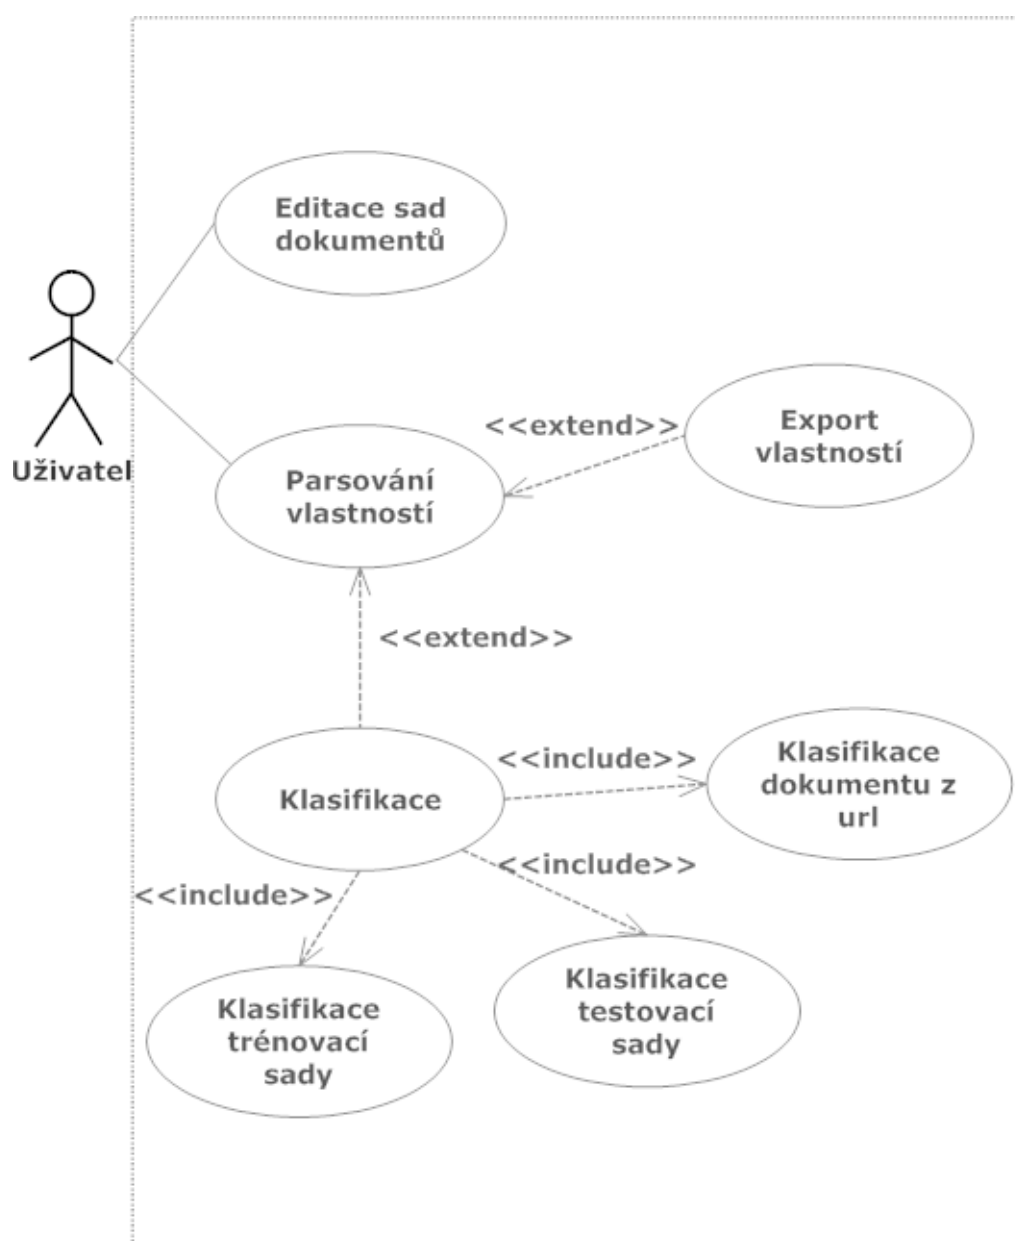 Editace sad
dokumentů
Uživatel
<<extend>>
Export
vlastností
Parsování
vlastností
<<extend>>
Klasifikace
<<include>>
Klasifikace
dokumentu z
url
<<include>>
<<include>>
Klasifikace
trénovací
sady
Klasifikace
testovací
sady